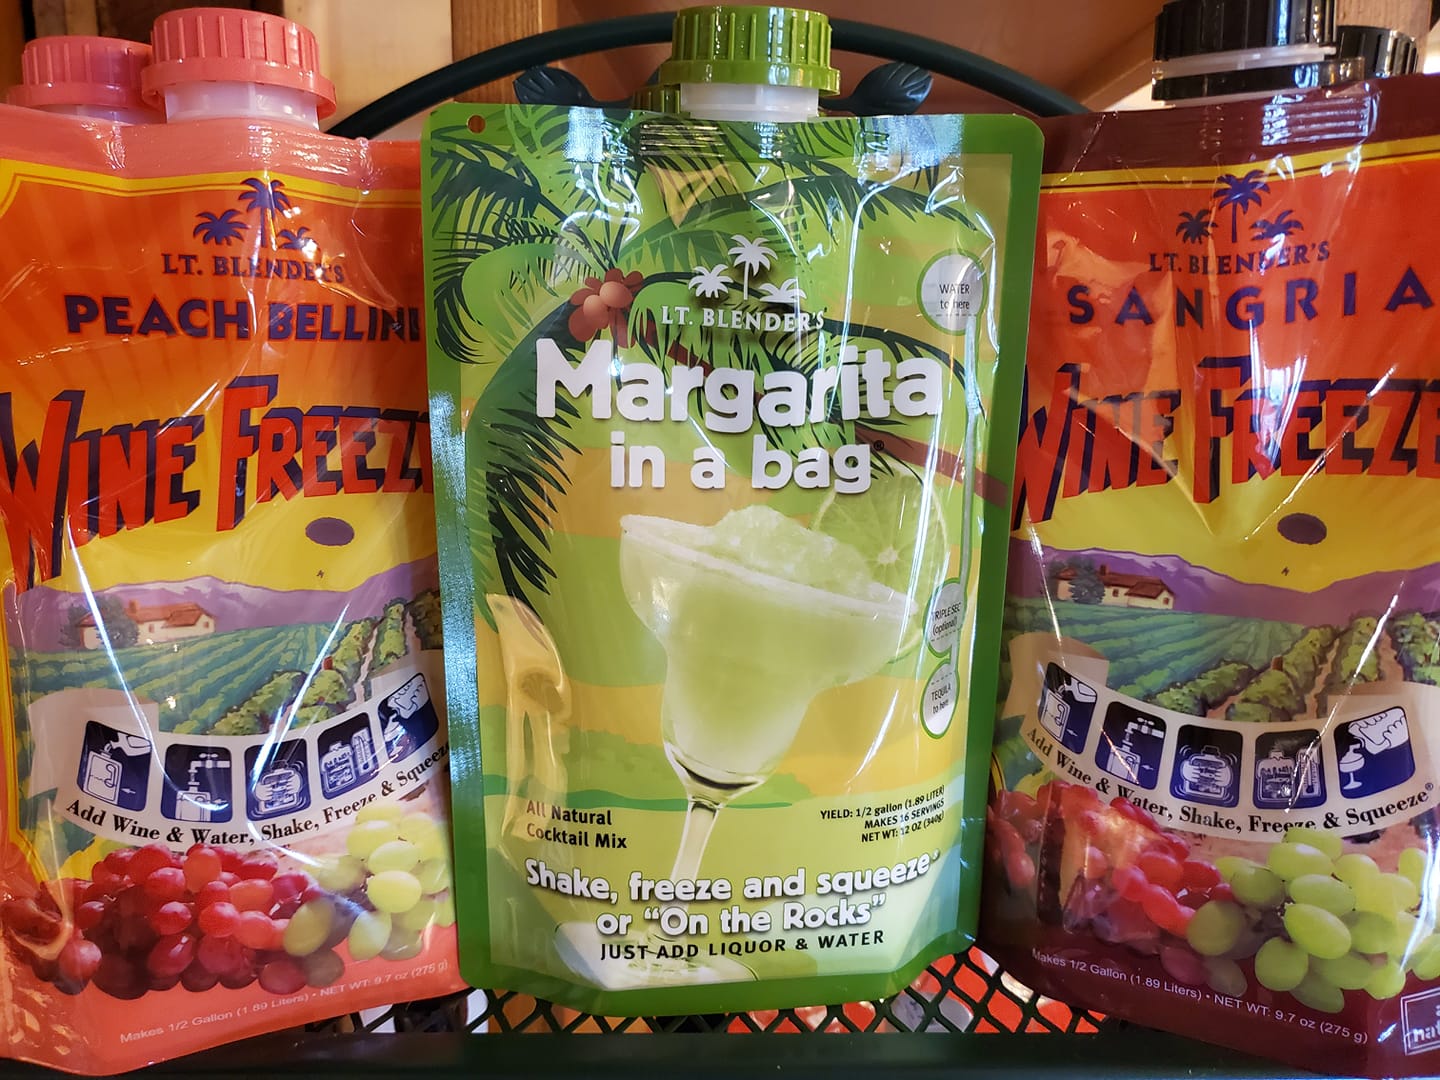 LT. BLENDER'S
PEACH BELLINI
WINE FREEZE
Add Wine & Water, Shake, Freeze & Squeeze
Makes 1/2 Gallon (1.89 Liters) • NET WT: 9.7 oz (275 g)
LT. BLENDER'S
Margarita
in a bag®
WATER
to here
TRIPLE SEC
(optional)
TEQUILA
to here
All Natural
Cocktail Mix
YIELD: 1/2 gallon (1.89 LITER)
MAKES 16 SERVINGS
NET WT: 12 OZ (340g)
Shake, freeze and squeeze®
or "On the Rocks"
JUST ADD LIQUOR & WATER
LT. BLENDER'S
SANGRIA
WINE FREEZE
Add Wine & Water, Shake, Freeze & Squeeze®
Makes 1/2 Gallon (1.89 Liters) • NET WT: 9.7 oz (275 g)